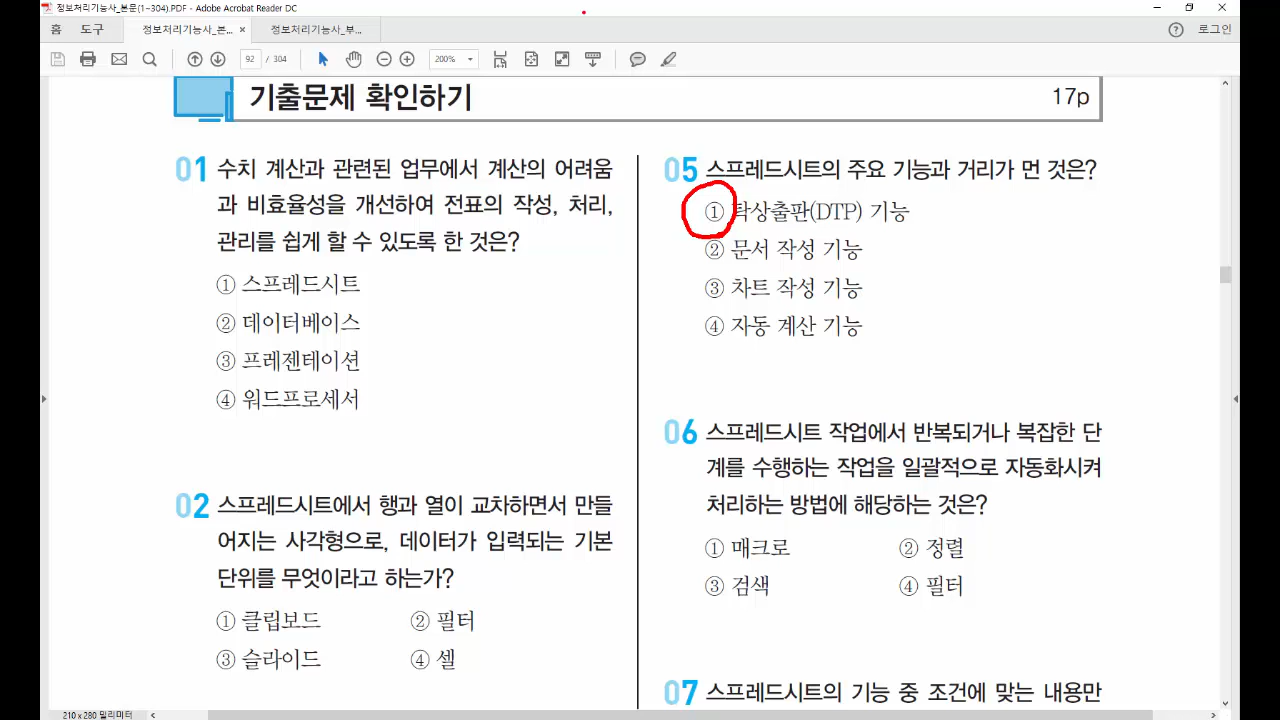 정보처리기능사_본문(1~304).PDF - Adobe Acrobat Reader DC
홈 도구 정보처리기능사_본... × 정보처리기능사_부... ? 로그인
92 / 304 200%
기출문제 확인하기 17p
01 수치 계산과 관련된 업무에서 계산의 어려움
과 비효율성을 개선하여 전표의 작성, 처리,
관리를 쉽게 할 수 있도록 한 것은?
① 스프레드시트
② 데이터베이스
③ 프레젠테이션
④ 워드프로세서
02 스프레드시트에서 행과 열이 교차하면서 만들
어지는 사각형으로, 데이터가 입력되는 기본
단위를 무엇이라고 하는가?
① 클립보드 ② 필터
③ 슬라이드 ④ 셀
05 스프레드시트의 주요 기능과 거리가 먼 것은?
① 탁상출판(DTP) 기능
② 문서 작성 기능
③ 차트 작성 기능
④ 자동 계산 기능
06 스프레드시트 작업에서 반복되거나 복잡한 단
계를 수행하는 작업을 일괄적으로 자동화시켜
처리하는 방법에 해당하는 것은?
① 매크로 ② 정렬
③ 검색 ④ 필터
07 스프레드시트의 기능 중 조건에 맞는 내용만
210 x 280 밀리미터